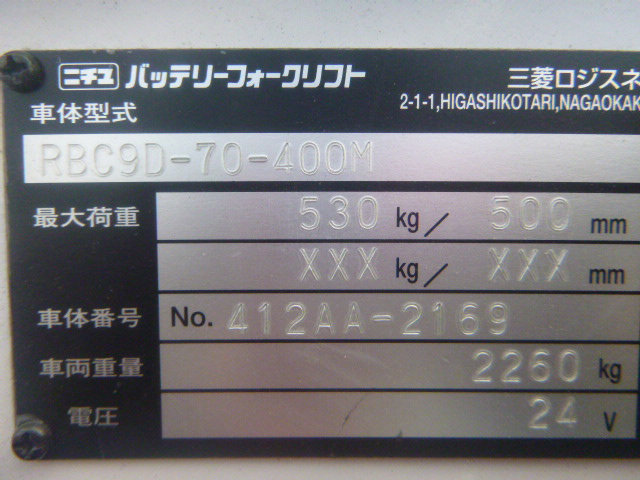 ニチユ バッテリーフォークリフト
三菱ロジスネ
2-1-1,HIGASHIKOTARI,NAGAOKAK
車体型式
RBC9D-70-400M
最大荷重 530 kg/ 500 mm
XXX kg/ XXX mm
車体番号 No. 412AA-2169
車両重量 2260 kg
電圧 24 V